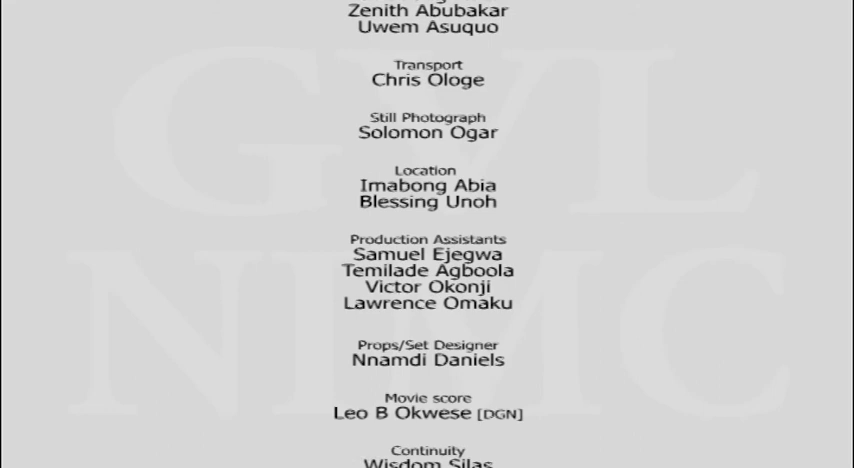 Zenith Abubakar
Uwem Asuquo
Transport
Chris Ologe
Still Photograph
Solomon Ogar
Location
Imabong Abia
Blessing Unoh
Production Assistants
Samuel Ejegwa
Temilade Agboola
Victor Okonji
Lawrence Omaku
Props/Set Designer
Nnamdi Daniels
Movie score
Leo B Okwese [DGN]
Continuity
Wisdom Silas
GVL
NIMC